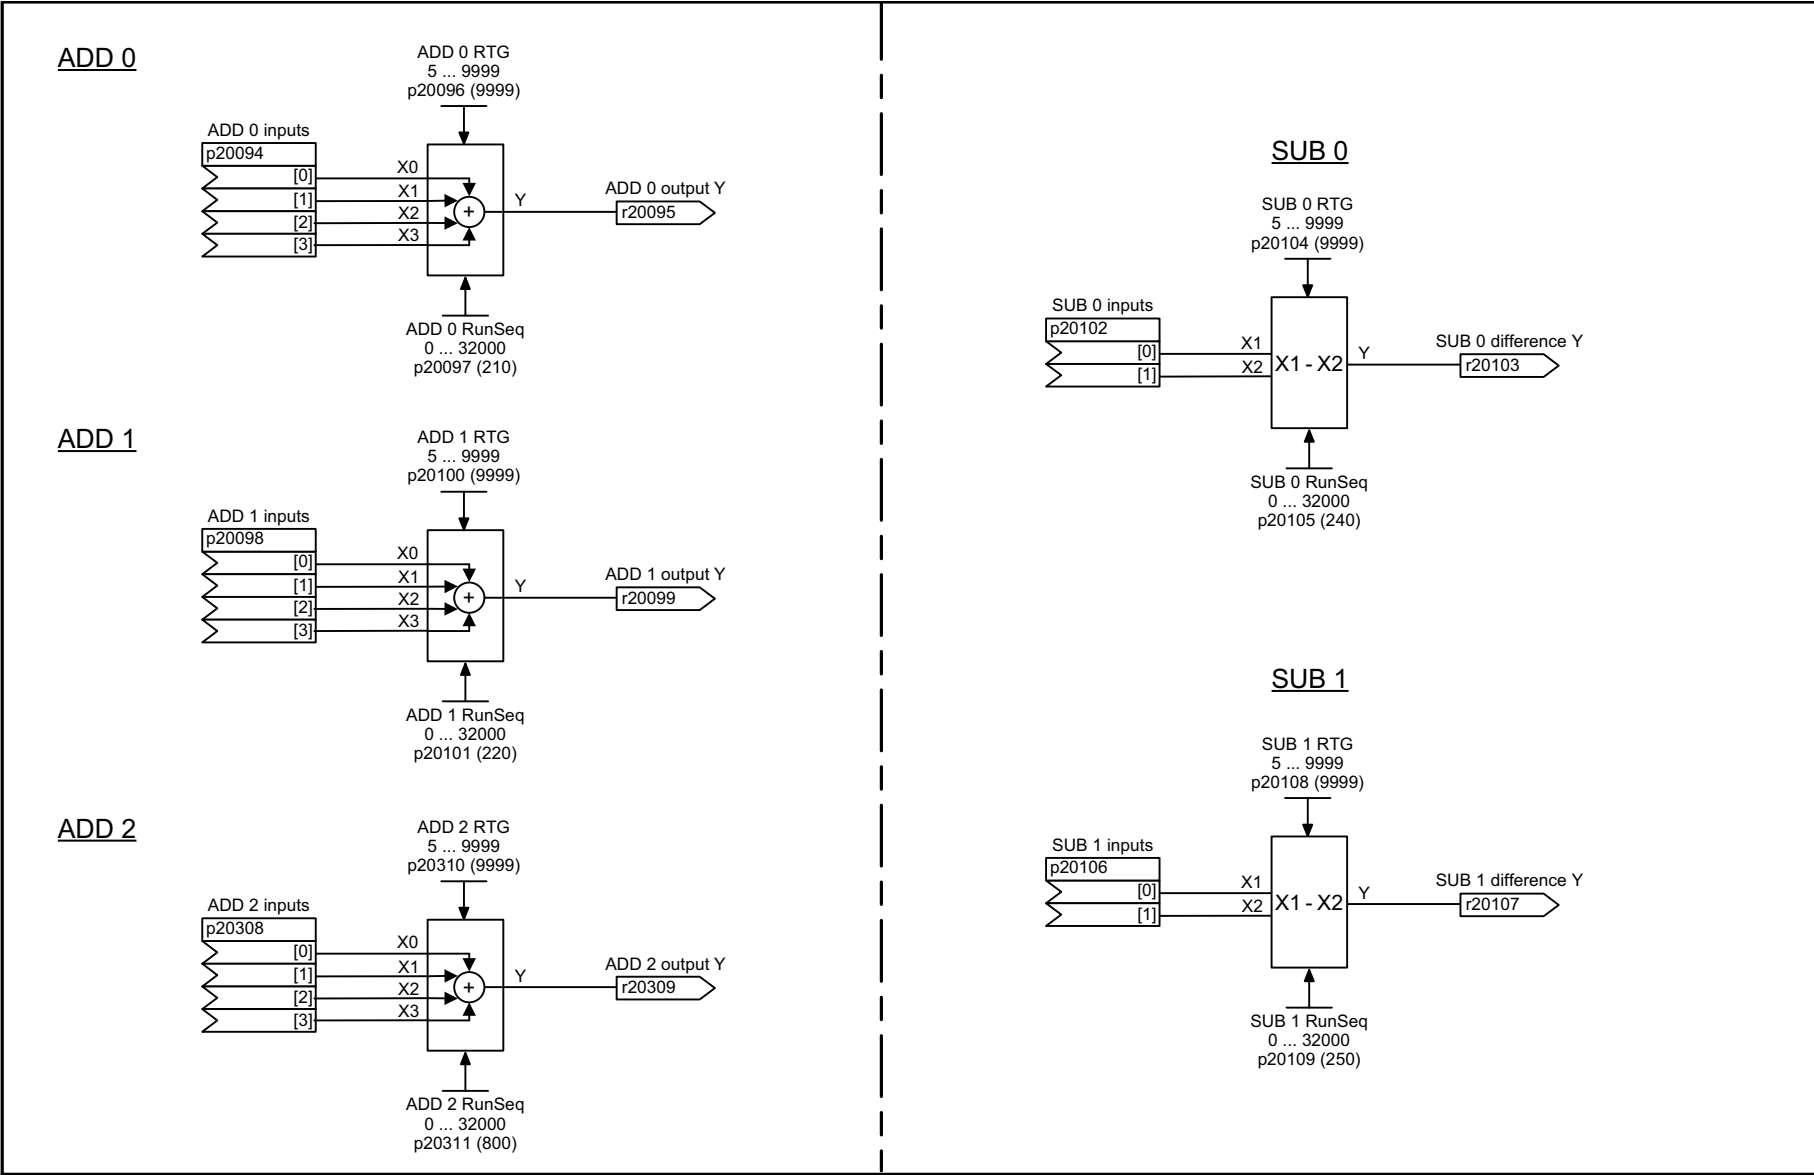 ADD 0
ADD 0 RTG
5 ... 9999
p20096 (9999)
ADD 0 inputs
p20094
[0]
[1]
[2]
[3]
X0
X1
X2
X3
+
Y
ADD 0 output Y
r20095
ADD 0 RunSeq
0 ... 32000
p20097 (210)
ADD 1
ADD 1 RTG
5 ... 9999
p20100 (9999)
ADD 1 inputs
p20098
[0]
[1]
[2]
[3]
X0
X1
X2
X3
+
Y
ADD 1 output Y
r20099
ADD 1 RunSeq
0 ... 32000
p20101 (220)
ADD 2
ADD 2 RTG
5 ... 9999
p20310 (9999)
ADD 2 inputs
p20308
[0]
[1]
[2]
[3]
X0
X1
X2
X3
+
Y
ADD 2 output Y
r20309
ADD 2 RunSeq
0 ... 32000
p20311 (800)
SUB 0
SUB 0 RTG
5 ... 9999
p20104 (9999)
SUB 0 inputs
p20102
[0]
[1]
X1
X2
X1 - X2
Y
SUB 0 difference Y
r20103
SUB 0 RunSeq
0 ... 32000
p20105 (240)
SUB 1
SUB 1 RTG
5 ... 9999
p20108 (9999)
SUB 1 inputs
p20106
[0]
[1]
X1
X2
X1 - X2
Y
SUB 1 difference Y
r20107
SUB 1 RunSeq
0 ... 32000
p20109 (250)